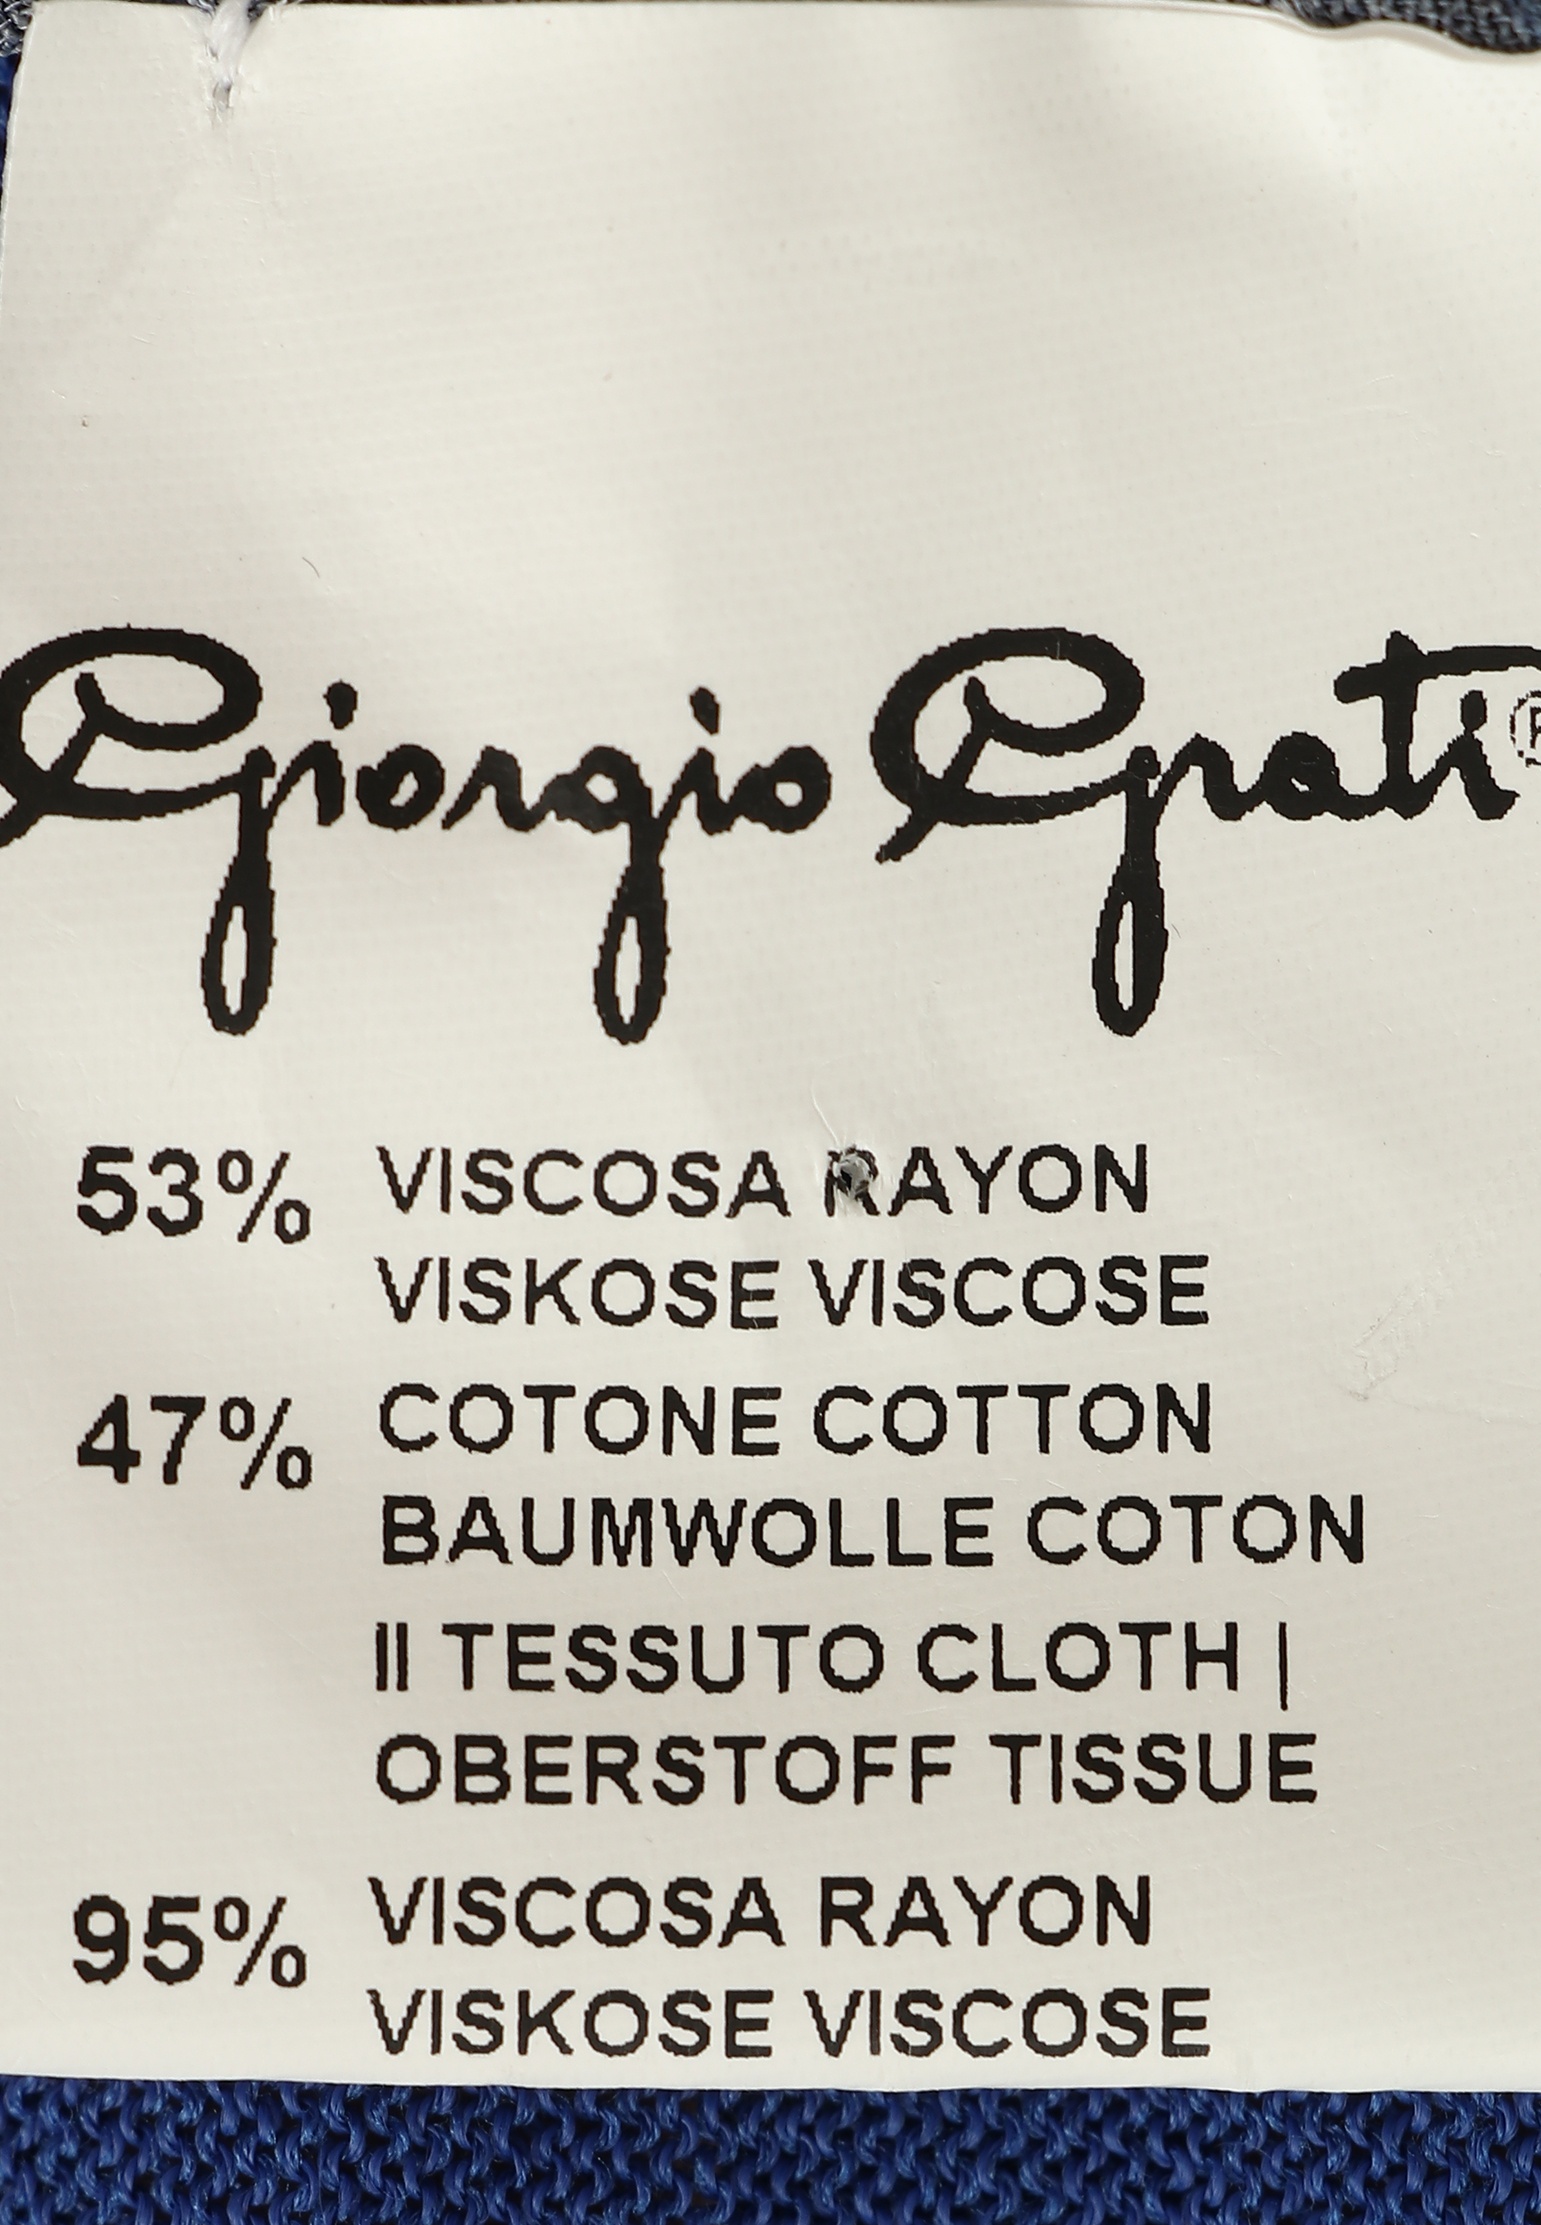 Giorgio Grati®
53% VISCOSA RAYON
VISKOSE VISCOSE
47% COTONE COTTON
BAUMWOLLE COTON
II TESSUTO CLOTH |
OBERSTOFF TISSUE
95% VISCOSA RAYON
VISKOSE VISCOSE